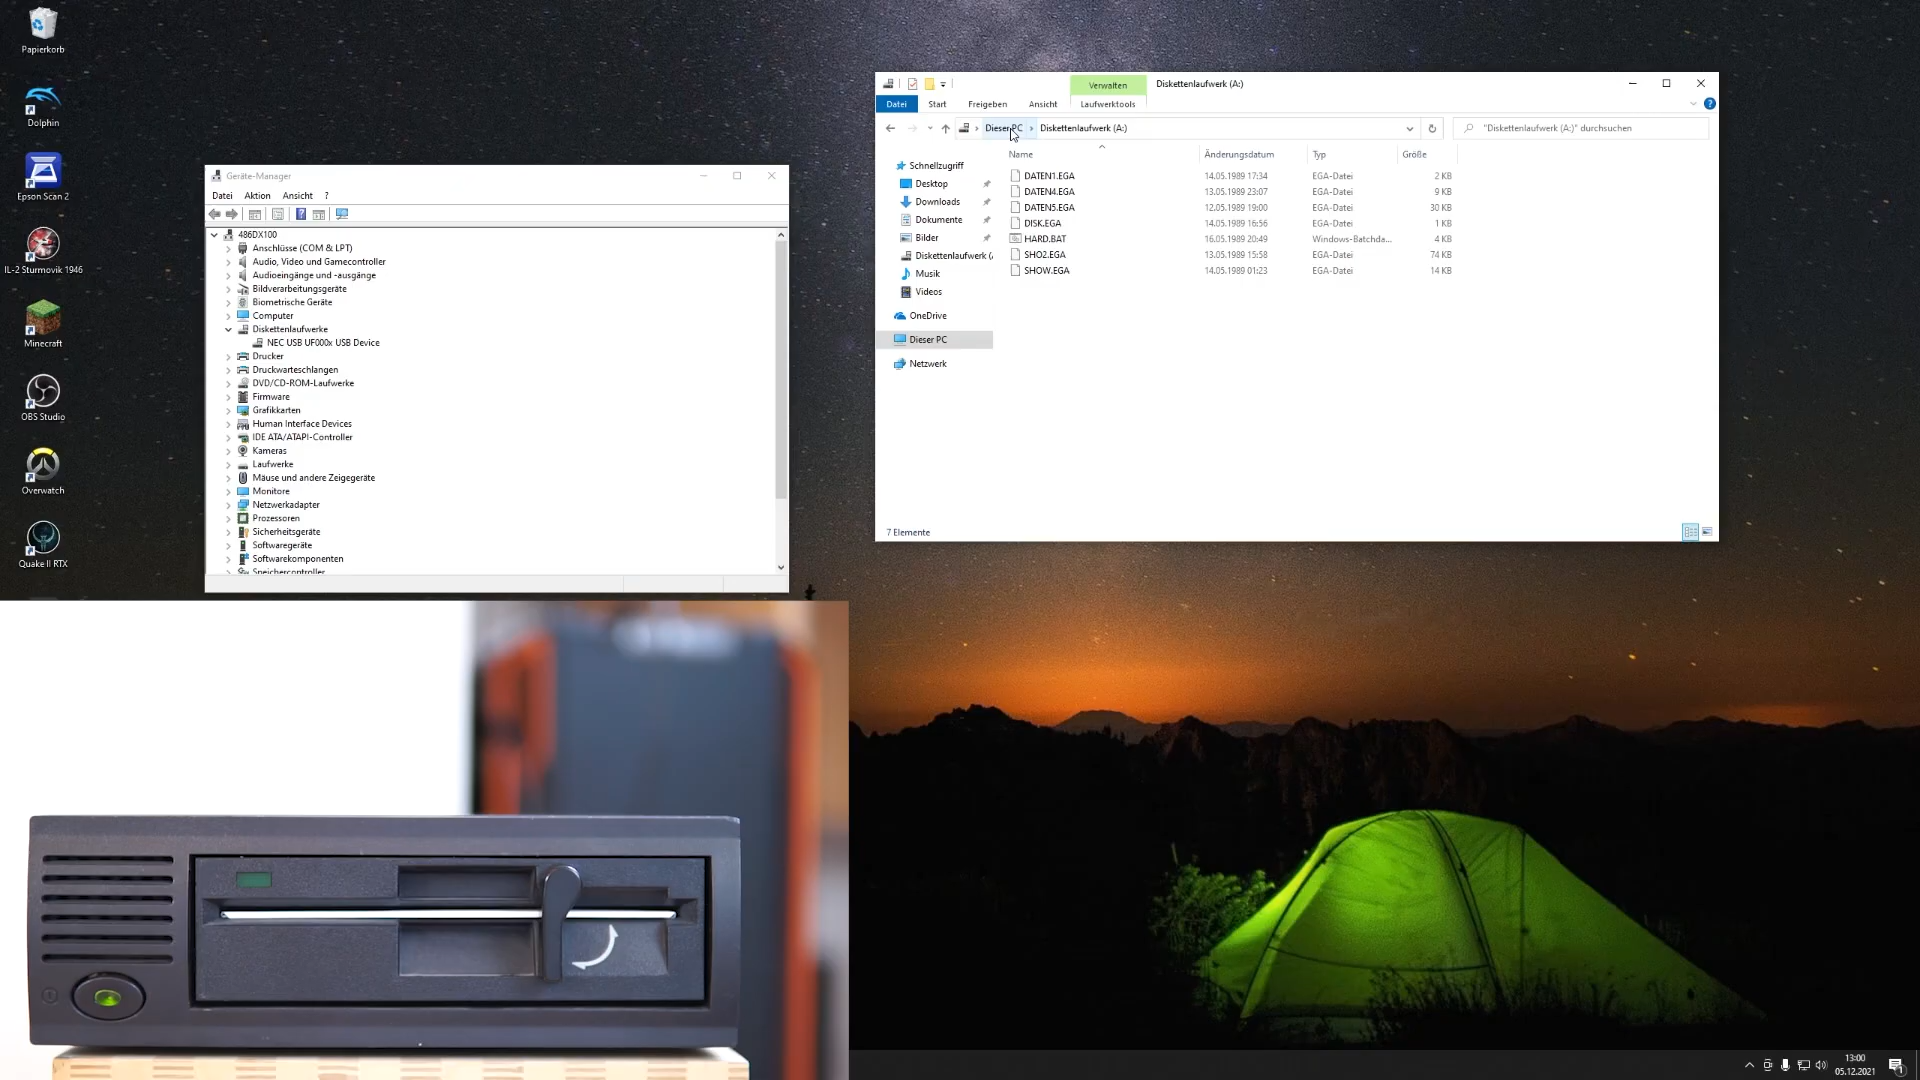 Papierkorb
Dolphin
Epson Scan 2
IL-2 Sturmovik 1946
Minecraft
OBS Studio
Overwatch
Quake II RTX
Geräte-Manager
Datei Aktion Ansicht ?
486DX100
Anschlüsse (COM & LPT)
Audio, Video und Gamecontroller
Audioeingänge und -ausgänge
Bildverarbeitungsgeräte
Biometrische Geräte
Computer
Diskettenlaufwerke
NEC USB UF000x USB Device
Drucker
Druckwarteschlangen
DVD/CD-ROM-Laufwerke
Firmware
Grafikkarten
Human Interface Devices
IDE ATA/ATAPI-Controller
Kameras
Laufwerke
Mäuse und andere Zeigegeräte
Monitore
Netzwerkadapter
Prozessoren
Sicherheitsgeräte
Softwaregeräte
Softwarekomponenten
Speichercontroller
Verwalten Diskettenlaufwerk (A:)
Datei Start Freigeben Ansicht Laufwerktools
Dieser PC › Diskettenlaufwerk (A:) "Diskettenlaufwerk (A:)" durchsuchen
Schnellzugriff
Desktop
Downloads
Dokumente
Bilder
Diskettenlaufwerk (
Musik
Videos
OneDrive
Dieser PC
Netzwerk
Name Änderungsdatum Typ Größe
DATEN1.EGA 14.05.1989 17:34 EGA-Datei 2 KB
DATEN4.EGA 13.05.1989 23:07 EGA-Datei 9 KB
DATEN5.EGA 12.05.1989 19:00 EGA-Datei 30 KB
DISK.EGA 14.05.1989 16:56 EGA-Datei 1 KB
HARD.BAT 16.05.1989 20:49 Windows-Batchda... 4 KB
SHO2.EGA 13.05.1989 15:58 EGA-Datei 74 KB
SHOW.EGA 14.05.1989 01:23 EGA-Datei 14 KB
7 Elemente
13:00
05.12.2021